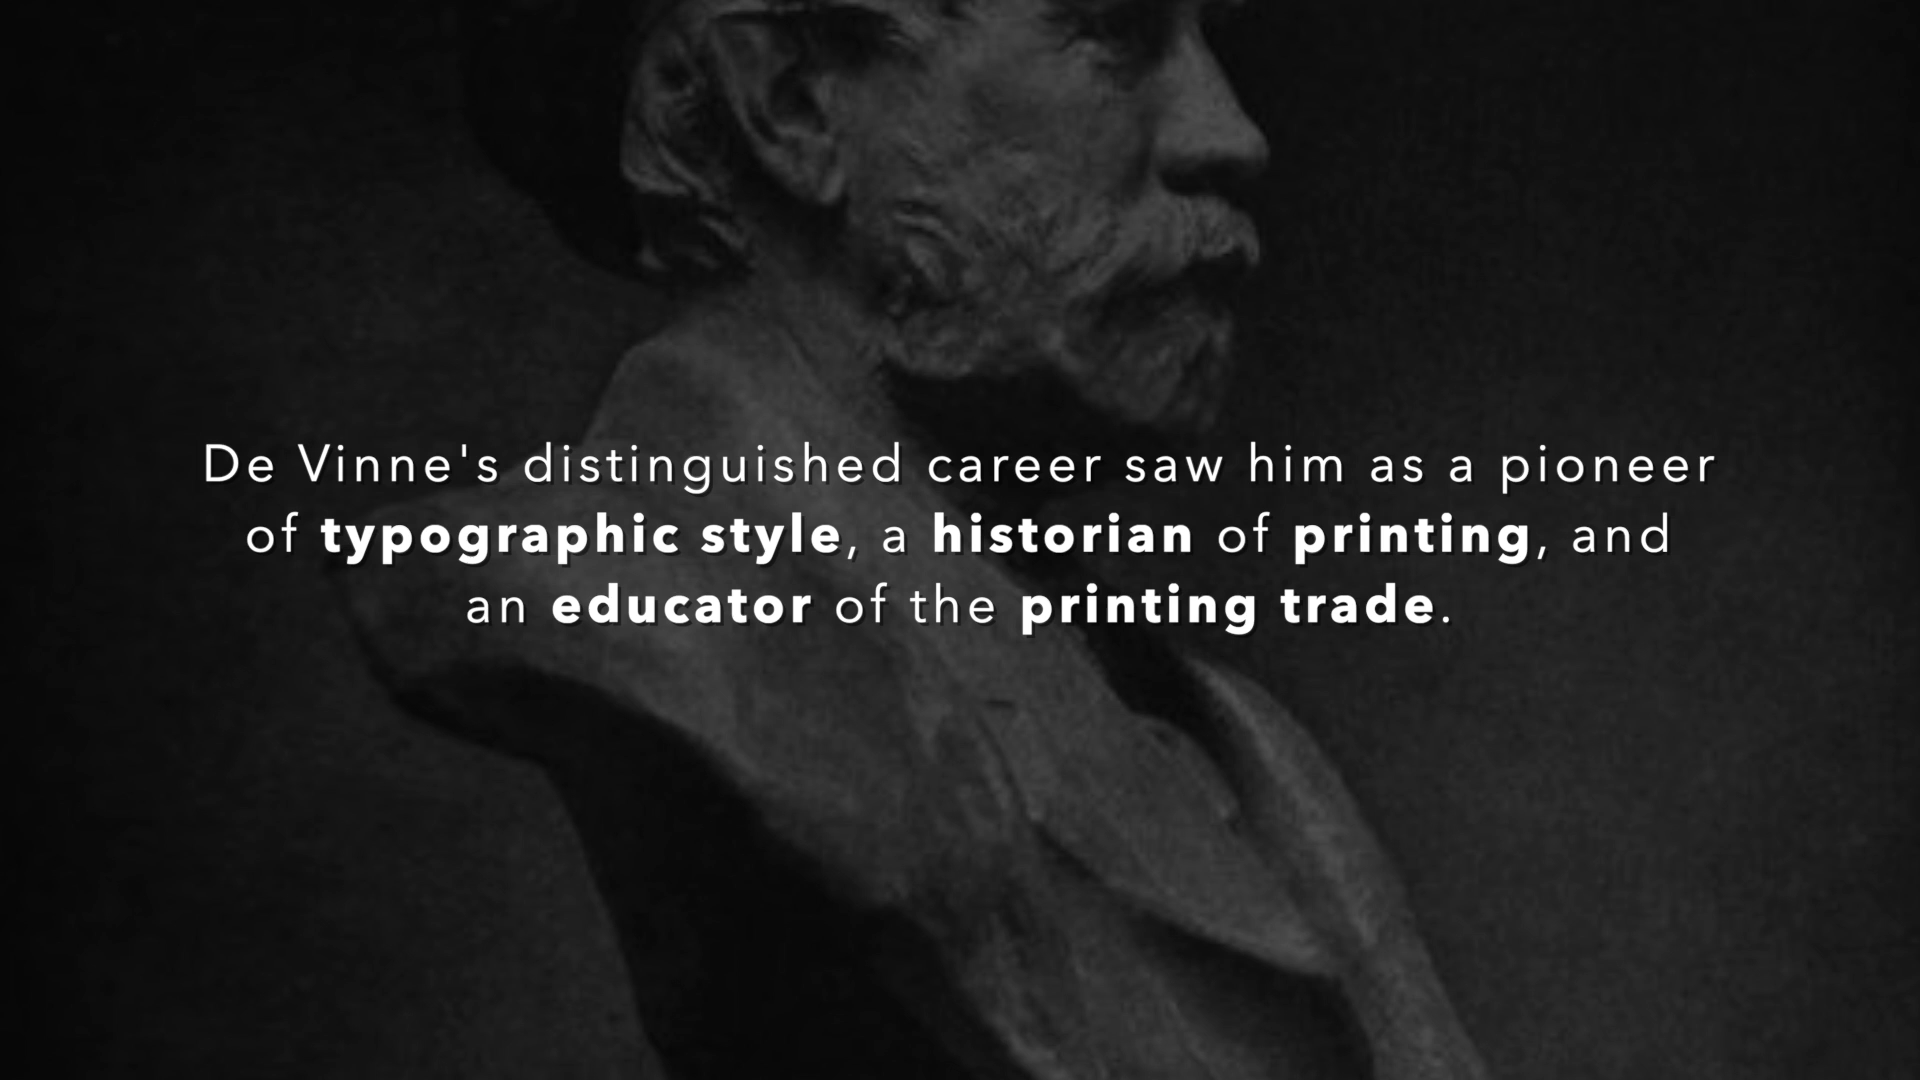 De Vinne's distinguished career saw him as a pioneer
of typographic style, a historian of printing, and
an educator of the printing trade.